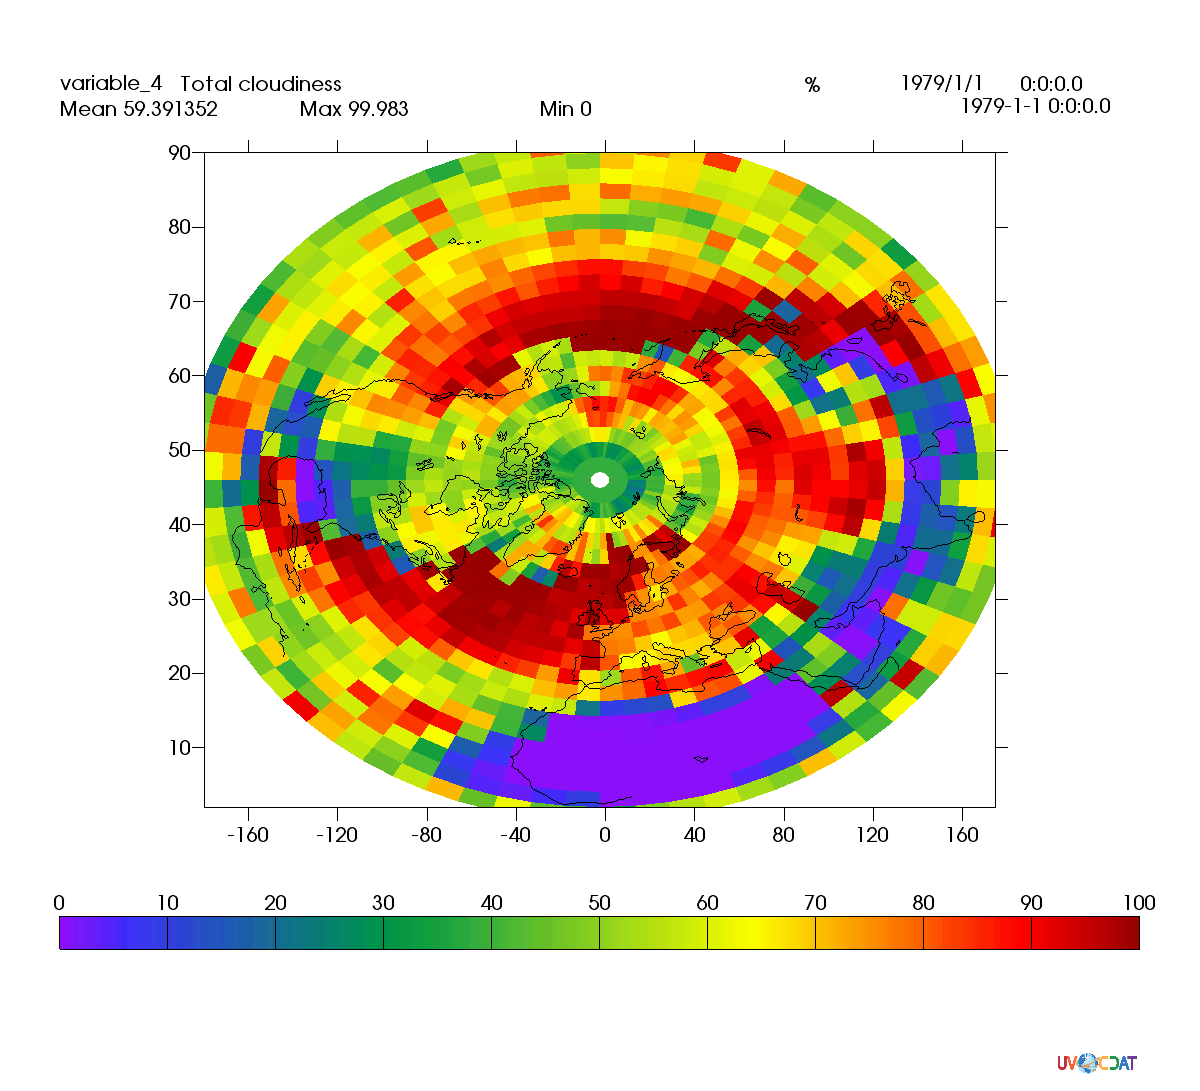 variable_4 Total cloudiness % 1979/1/1 0:0:0.0
Mean 59.391352 Max 99.983 Min 0 1979-1-1 0:0:0.0
90
80
70
60
50
40
30
20
10
-160 -120 -80 -40 0 40 80 120 160
0 10 20 30 40 50 60 70 80 90 100
UV CDAT